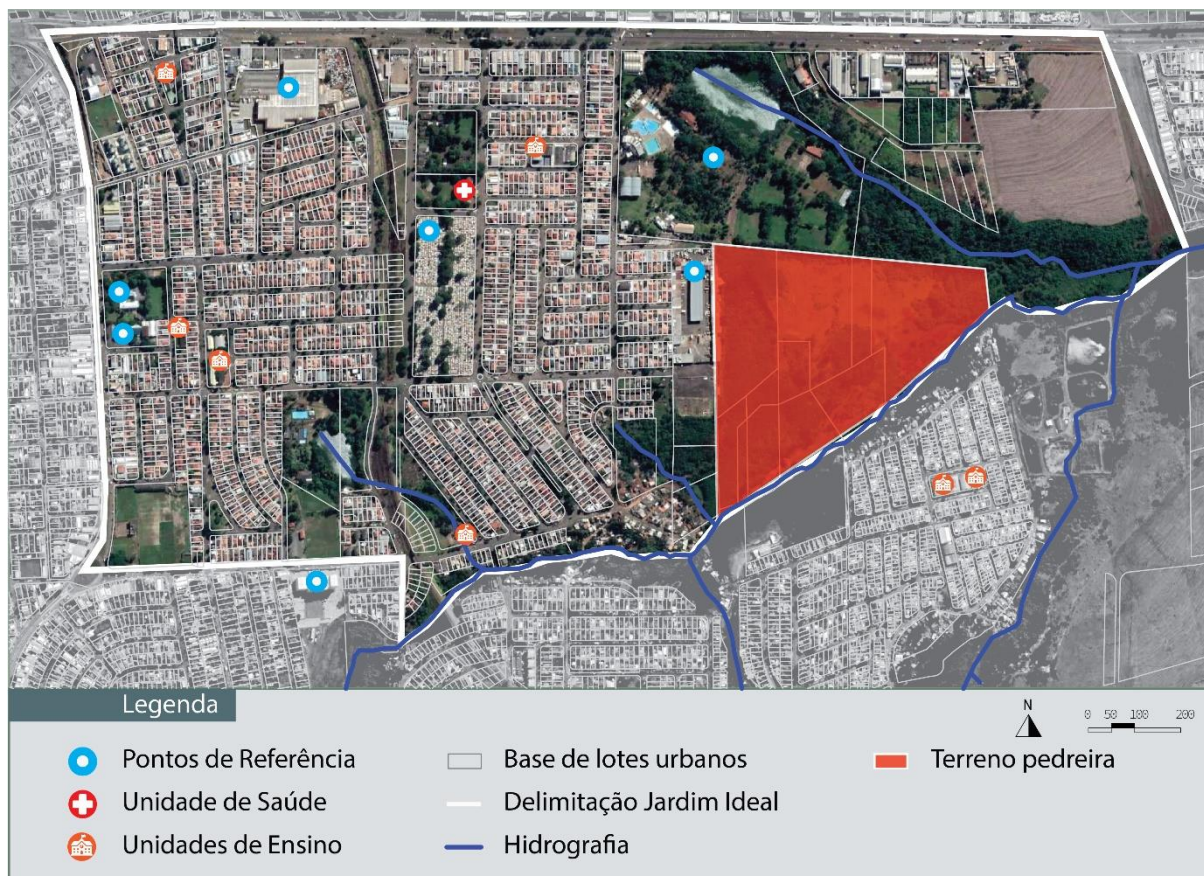 Legenda
N
0 50 100 200
Pontos de Referência
Base de lotes urbanos
Terreno pedreira
Unidade de Saúde
Delimitação Jardim Ideal
Unidades de Ensino
Hidrografia